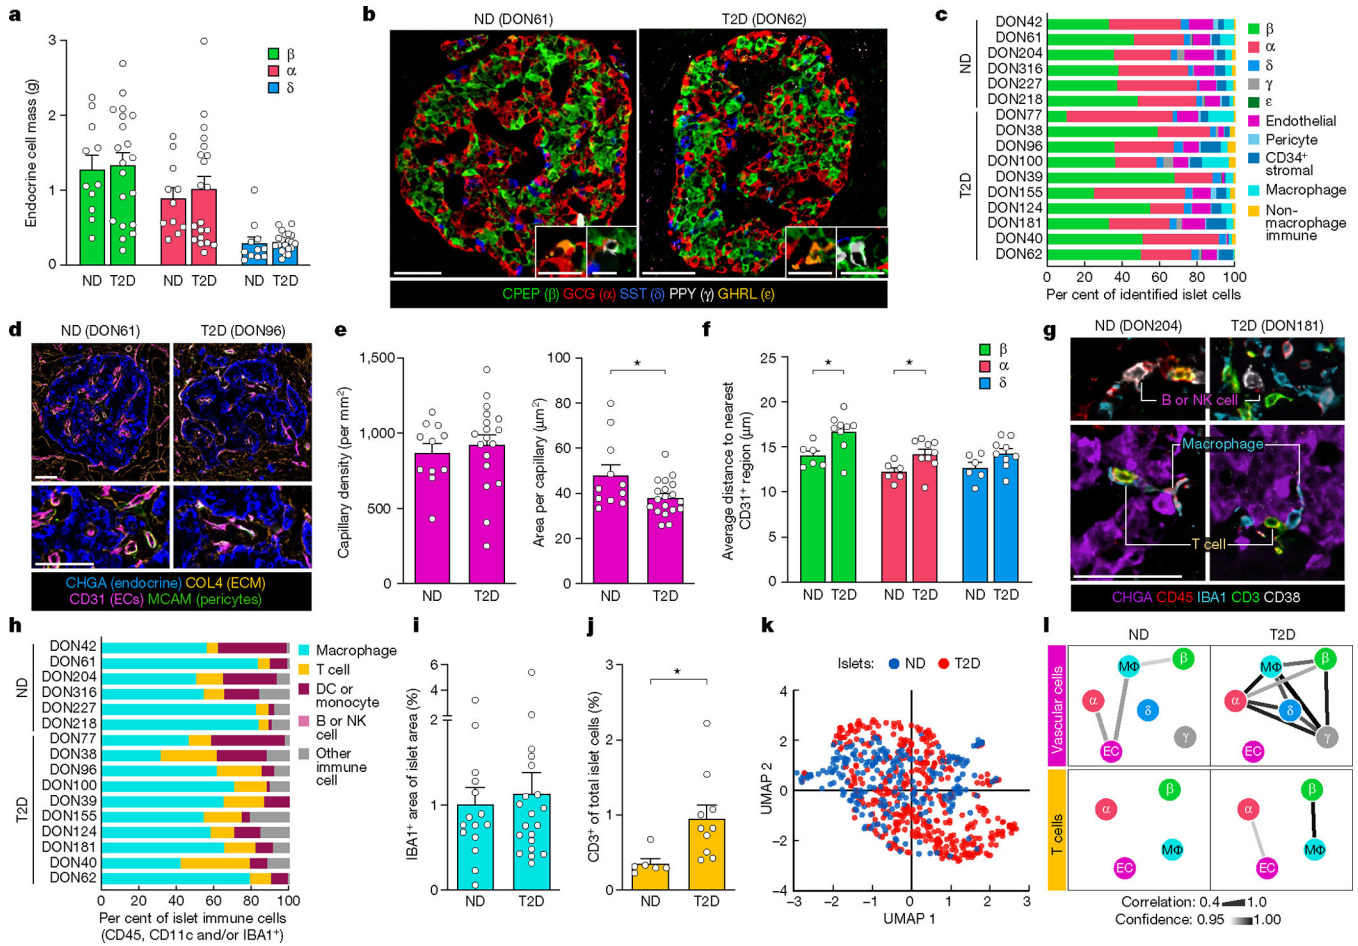 a
Endocrine cell mass (g)
3
2
1
0
β
α
δ
ND T2D ND T2D ND T2D
b
ND (DON61) T2D (DON62)
CPEP (β) GCG (α) SST (δ) PPY (γ) GHRL (ε)
c
ND
T2D
DON42
DON61
DON204
DON316
DON227
DON218
DON77
DON38
DON96
DON100
DON39
DON155
DON124
DON181
DON40
DON62
0 20 40 60 80 100
Per cent of identified islet cells
β
α
δ
γ
ε
Endothelial
Pericyte
CD34⁺
stromal
Macrophage
Non-
macrophage
immune
d
ND (DON61) T2D (DON96)
CHGA (endocrine) COL4 (ECM)
CD31 (ECs) MCAM (pericytes)
e
Capillary density (per mm²)
1,500
1,000
500
0
ND T2D
Area per capillary (μm²)
100
80
60
40
20
0
*
ND T2D
f
Average distance to nearest
CD31+ region (μm)
25
20
15
10
5
0
* *
β
α
δ
ND T2D ND T2D ND T2D
g
ND (DON204) T2D (DON181)
B or NK cell
Macrophage
T cell
CHGA CD45 IBA1 CD3 CD38
h
ND
T2D
DON42
DON61
DON204
DON316
DON227
DON218
DON77
DON38
DON96
DON100
DON39
DON155
DON124
DON181
DON40
DON62
0 20 40 60 80 100
Per cent of islet immune cells
(CD45, CD11c and/or IBA1⁺)
Macrophage
T cell
DC or
monocyte
B or NK
cell
Other
immune
cell
i
IBA1⁺ area of islet area (%)
6
4
2
1
0
ND T2D
j
CD3⁺ of total islet cells (%)
3
2
1
0
*
ND T2D
k
Islets: ND T2D
UMAP 2
4
2
0
−2
−4
−3 −2 −1 0 1 2 3
UMAP 1
l
ND T2D
Vascular cells
MΦ β α δ EC γ
MΦ β α δ γ EC
T cells
β α MΦ EC
β α MΦ EC
Correlation: 0.4 1.0
Confidence: 0.95 1.00